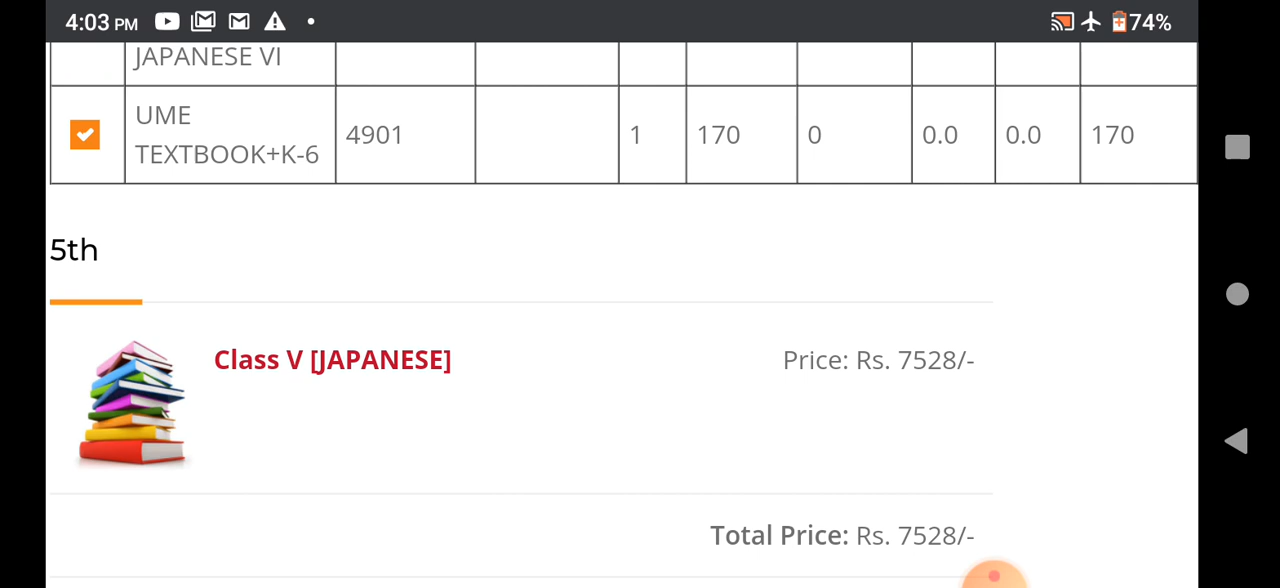 4:03 PM 74%
JAPANESE VI
UME
TEXTBOOK+K-6 4901 1 170 0 0.0 0.0 170
5th
Class V [JAPANESE] Price: Rs. 7528/-
Total Price: Rs. 7528/-